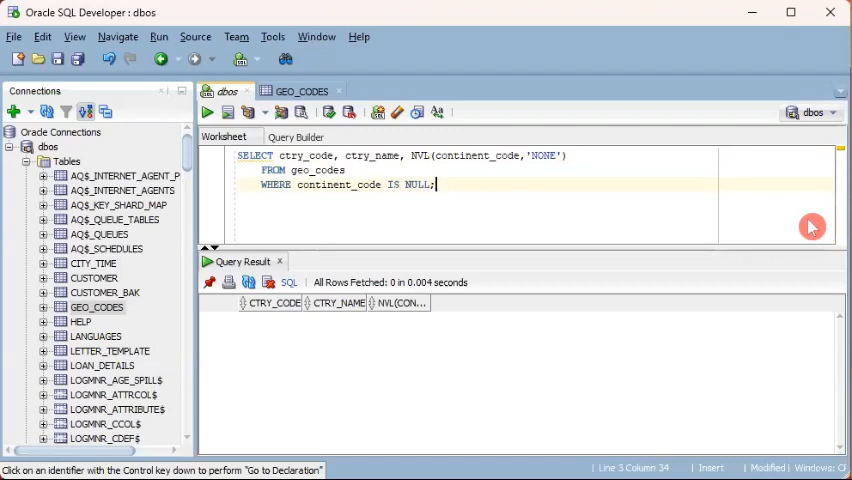 Oracle SQL Developer : dbos
File Edit View Navigate Run Source Team Tools Window Help
Connections
dbos
GEO_CODES
dbos
Worksheet Query Builder
Oracle Connections
dbos
Tables
AQ$_INTERNET_AGENT_P
AQ$_INTERNET_AGENTS
AQ$_KEY_SHARD_MAP
AQ$_QUEUE_TABLES
AQ$_QUEUES
AQ$_SCHEDULES
CITY_TIME
CUSTOMER
CUSTOMER_BAK
GEO_CODES
HELP
LANGUAGES
LETTER_TEMPLATE
LOAN_DETAILS
LOGMNR_AGE_SPILL$
LOGMNR_ATTRCOL$
LOGMNR_ATTRIBUTE$
LOGMNR_CCOL$
LOGMNR_CDEF$
SELECT ctry_code, ctry_name, NVL(continent_code,'NONE')
FROM geo_codes
WHERE continent_code IS NULL;
Query Result
SQL All Rows Fetched: 0 in 0.004 seconds
CTRY_CODE CTRY_NAME NVL(CON...
Click on an identifier with the Control key down to perform "Go to Declaration"
Line 3 Column 34 Insert Modified Windows: Cl